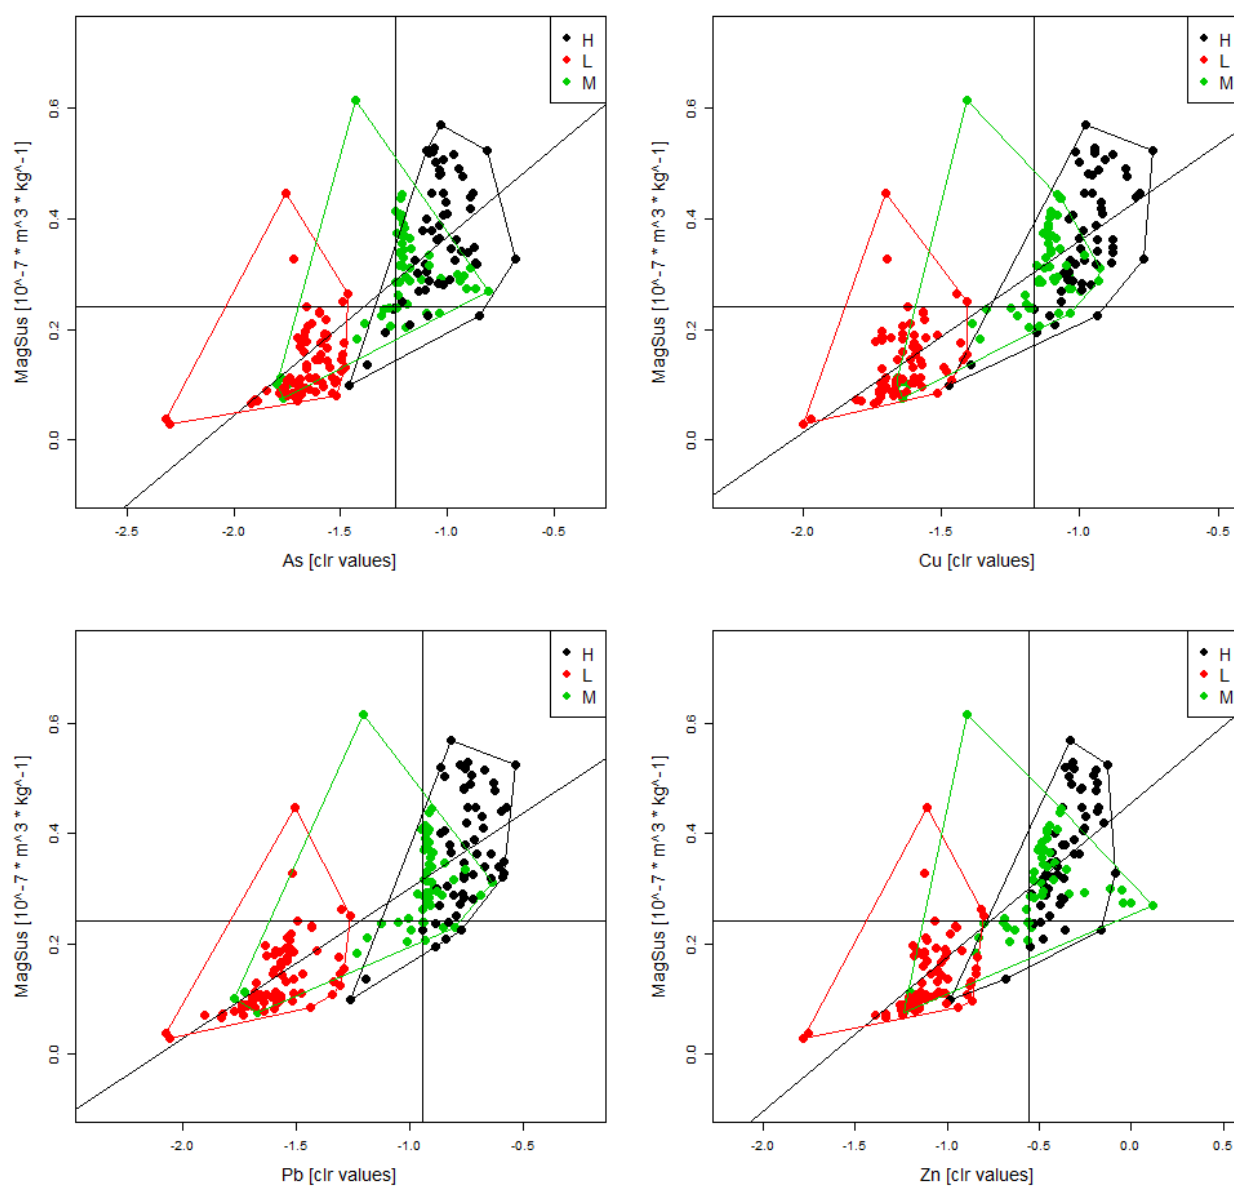 H
L
M
0.6
0.4
0.2
0.0
MagSus [10^-7 * m^3 * kg^-1]
-2.5 -2.0 -1.5 -1.0 -0.5
As [clr values]
H
L
M
0.6
0.4
0.2
0.0
MagSus [10^-7 * m^3 * kg^-1]
-2.0 -1.5 -1.0 -0.5
Cu [clr values]
H
L
M
0.6
0.4
0.2
0.0
MagSus [10^-7 * m^3 * kg^-1]
-2.0 -1.5 -1.0 -0.5
Pb [clr values]
H
L
M
0.6
0.4
0.2
0.0
MagSus [10^-7 * m^3 * kg^-1]
-2.0 -1.5 -1.0 -0.5 0.0 0.5
Zn [clr values]